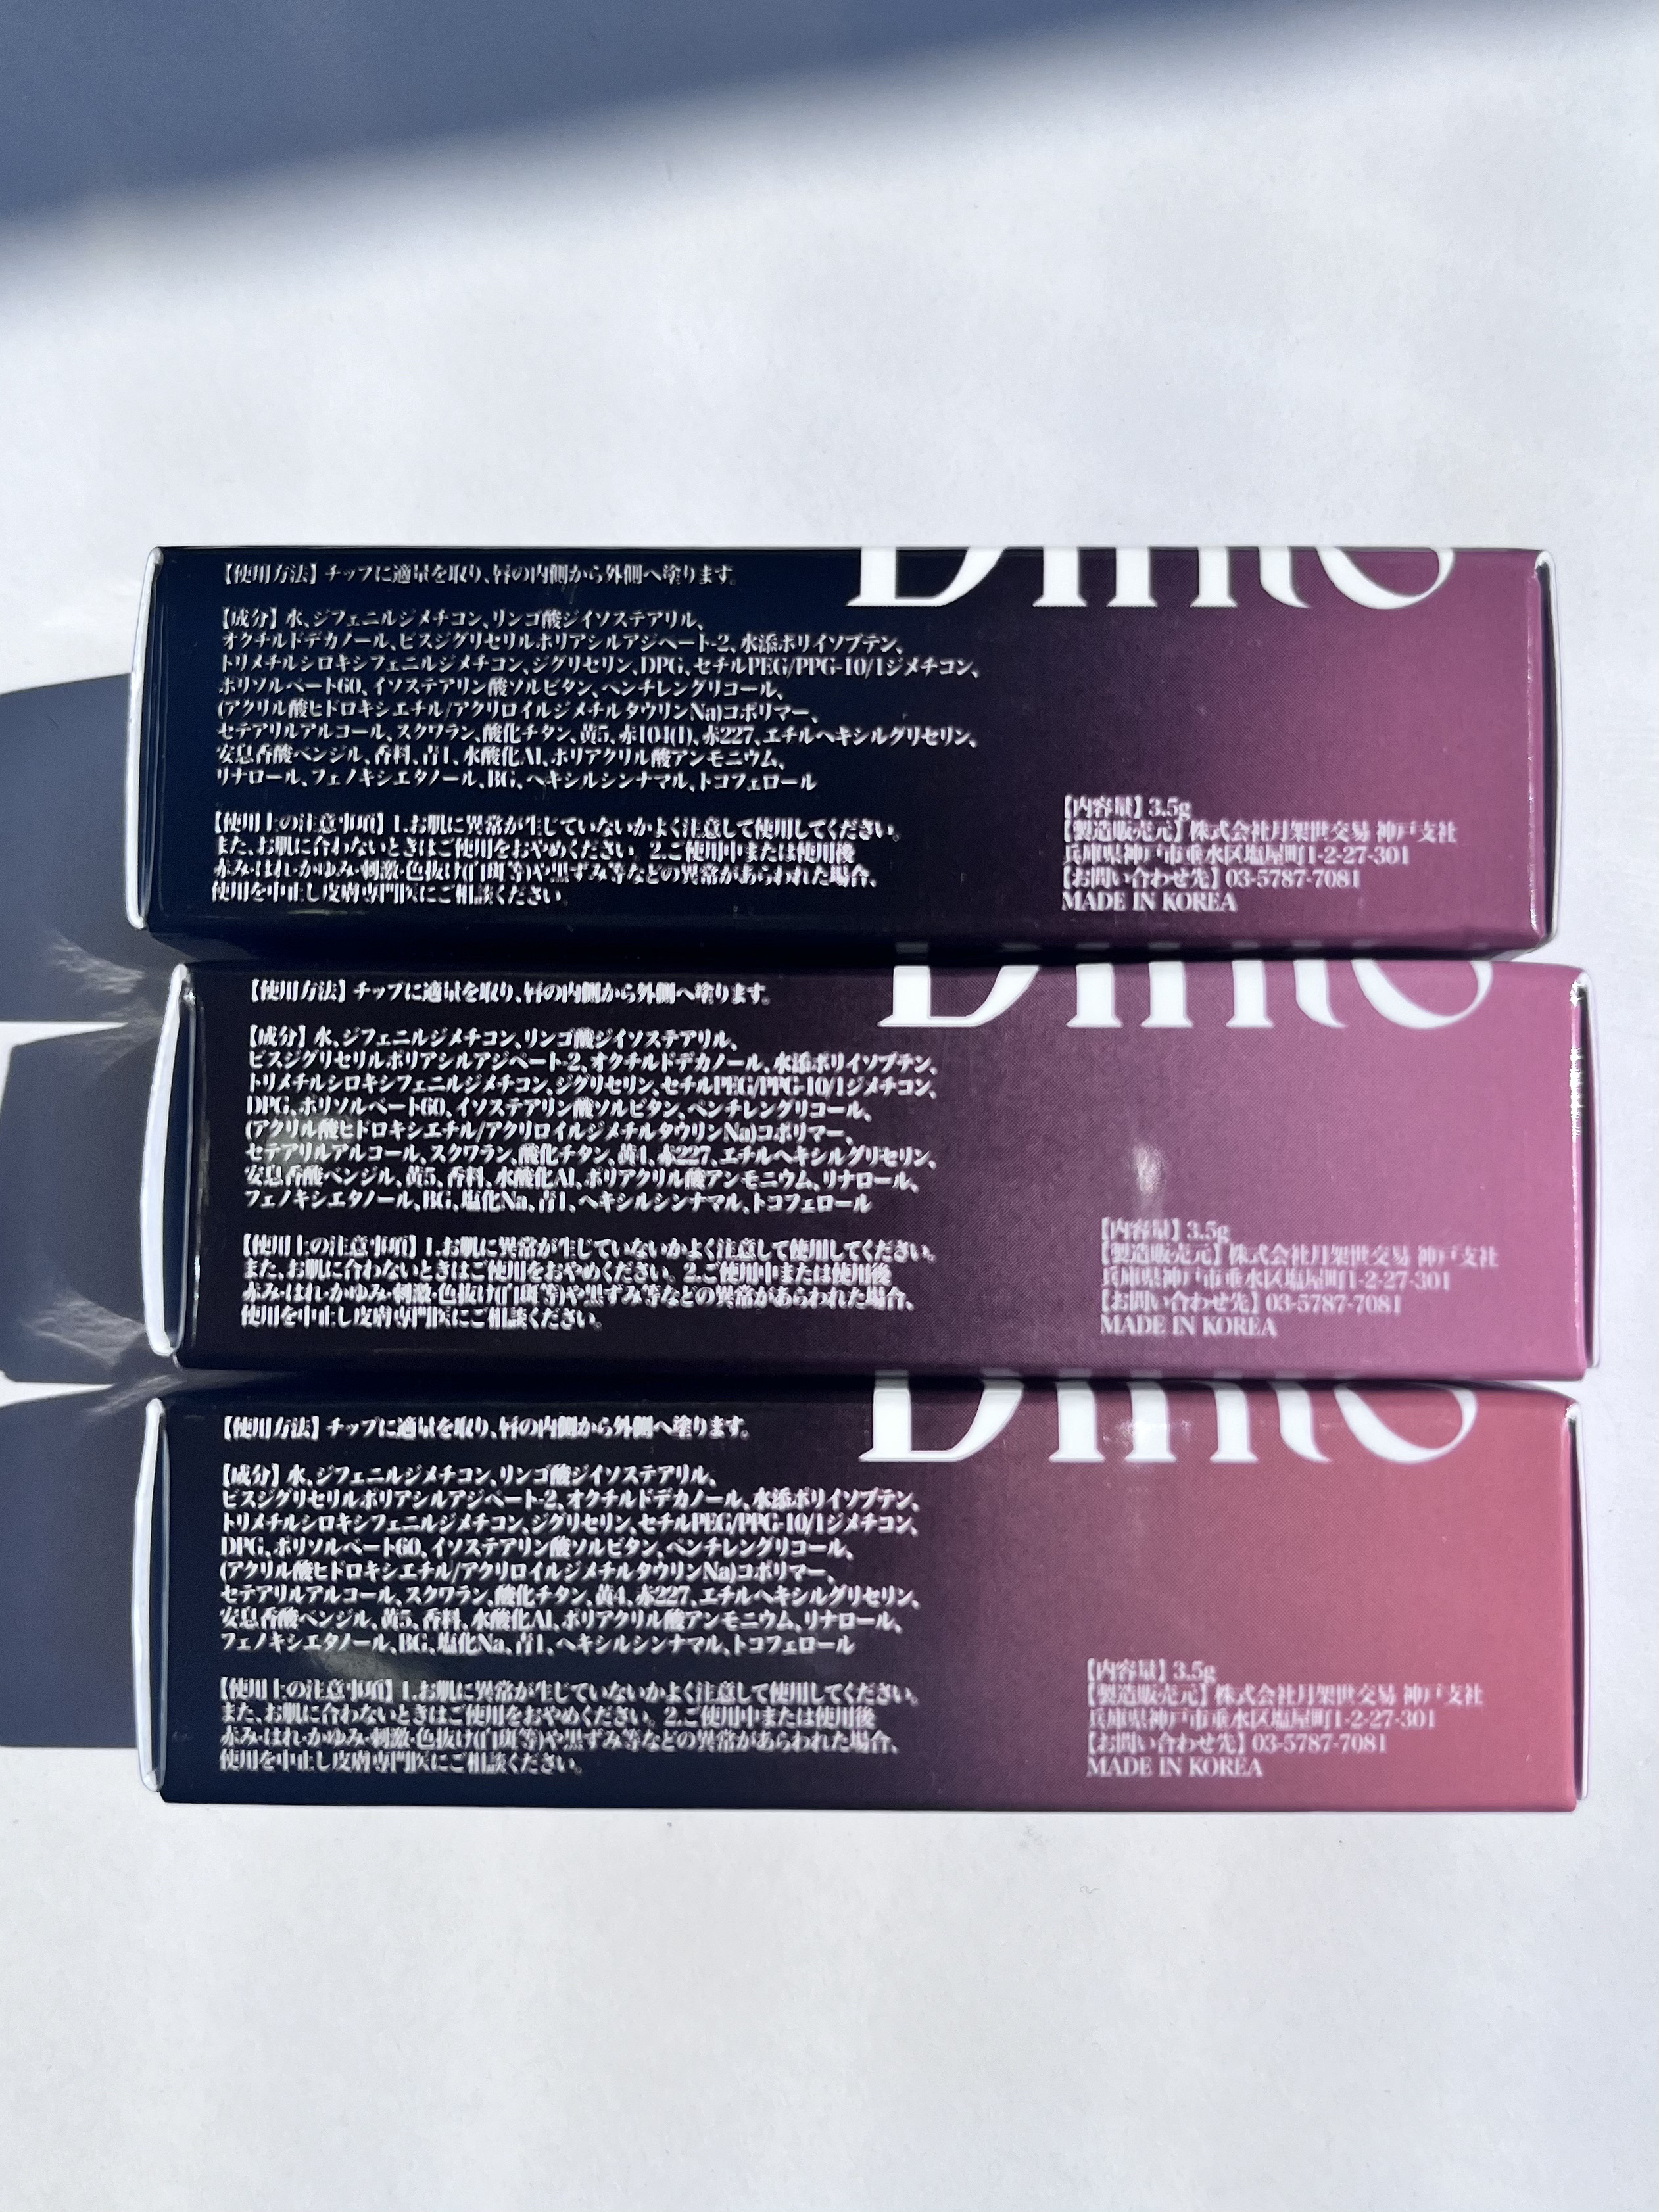 【使用方法】チップに適量を取り、唇の内側から外側へ塗ります。
【成分】水、ジフェニルジメチコン、リンゴ酸ジイソステアリル、
オクチルドデカノール、ビスジグリセリルポリアシルアジペート-2、水添ポリイソブテン、
トリメチルシロキシフェニルジメチコン、ジグリセリン、DPG、セチルPEG/PPG-10/1ジメチコン、
ポリソルベート60、イソステアリン酸ソルビタン、ペンチレングリコール、
(アクリル酸ヒドロキシエチル/アクリロイルジメチルタウリンNa)コポリマー、
セテアリルアルコール、スクワラン、酸化チタン、黄5、赤104(1)、赤227、エチルヘキシルグリセリン、
安息香酸ベンジル、香料、青1、水酸化Al、ポリアクリル酸アンモニウム、
リナロール、フェノキシエタノール、BG、ヘキシルシンナマル、トコフェロール
【使用上の注意事項】1.お肌に異常が生じていないかよく注意して使用してください。
また、お肌に合わないときはご使用をおやめください。2.ご使用中または使用後
赤み・はれ・かゆみ・刺激・色抜け(白斑等)や黒ずみ等などの異常があらわれた場合、
使用を中止し皮膚専門医にご相談ください。
【内容量】3.5g
【製造販売元】株式会社月架世交易 神戸支社
兵庫県神戸市垂水区塩屋町1-2-27-301
【お問い合わせ先】03-5787-7081
MADE IN KOREA
【使用方法】チップに適量を取り、唇の内側から外側へ塗ります。
【成分】水、ジフェニルジメチコン、リンゴ酸ジイソステアリル、
ビスジグリセリルポリアシルアジペート-2、オクチルドデカノール、水添ポリイソブテン、
トリメチルシロキシフェニルジメチコン、ジグリセリン、セチルPEG/PPG-10/1ジメチコン、
DPG、ポリソルベート60、イソステアリン酸ソルビタン、ペンチレングリコール、
(アクリル酸ヒドロキシエチル/アクリロイルジメチルタウリンNa)コポリマー、
セテアリルアルコール、スクワラン、酸化チタン、黄4、赤227、エチルヘキシルグリセリン、
安息香酸ベンジル、黄5、香料、水酸化Al、ポリアクリル酸アンモニウム、リナロール、
フェノキシエタノール、BG、塩化Na、青1、ヘキシルシンナマル、トコフェロール
【使用上の注意事項】1.お肌に異常が生じていないかよく注意して使用してください。
また、お肌に合わないときはご使用をおやめください。2.ご使用中または使用後
赤み・はれ・かゆみ・刺激・色抜け(白斑等)や黒ずみ等などの異常があらわれた場合、
使用を中止し皮膚専門医にご相談ください。
【内容量】3.5g
【製造販売元】株式会社月架世交易 神戸支社
兵庫県神戸市垂水区塩屋町1-2-27-301
【お問い合わせ先】03-5787-7081
MADE IN KOREA
【使用方法】チップに適量を取り、唇の内側から外側へ塗ります。
【成分】水、ジフェニルジメチコン、リンゴ酸ジイソステアリル、
ビスジグリセリルポリアシルアジペート-2、オクチルドデカノール、水添ポリイソブテン、
トリメチルシロキシフェニルジメチコン、ジグリセリン、セチルPEG/PPG-10/1ジメチコン、
DPG、ポリソルベート60、イソステアリン酸ソルビタン、ペンチレングリコール、
(アクリル酸ヒドロキシエチル/アクリロイルジメチルタウリンNa)コポリマー、
セテアリルアルコール、スクワラン、酸化チタン、黄4、赤227、エチルヘキシルグリセリン、
安息香酸ベンジル、黄5、香料、水酸化Al、ポリアクリル酸アンモニウム、リナロール、
フェノキシエタノール、BG、塩化Na、青1、ヘキシルシンナマル、トコフェロール
【使用上の注意事項】1.お肌に異常が生じていないかよく注意して使用してください。
また、お肌に合わないときはご使用をおやめください。2.ご使用中または使用後
赤み・はれ・かゆみ・刺激・色抜け(白斑等)や黒ずみ等などの異常があらわれた場合、
使用を中止し皮膚専門医にご相談ください。
【内容量】3.5g
【製造販売元】株式会社月架世交易 神戸支社
兵庫県神戸市垂水区塩屋町1-2-27-301
【お問い合わせ先】03-5787-7081
MADE IN KOREA